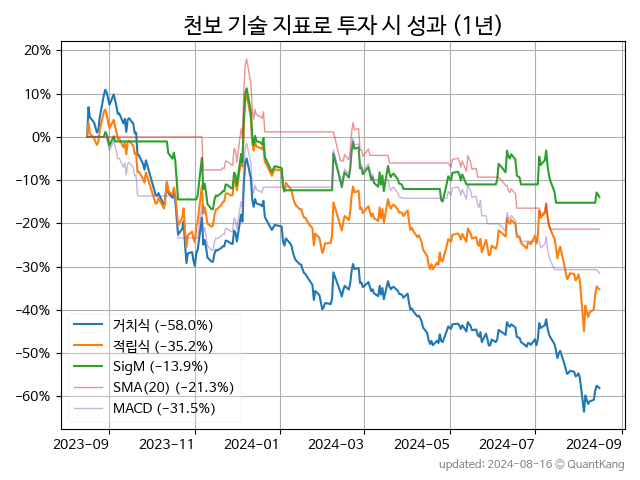 천보 기술 지표로 투자 시 성과 (1년)
20%
10%
0%
−10%
−20%
−30%
−40%
−50%
−60%
거치식 (−58.0%)
적립식 (−35.2%)
SigM (−13.9%)
SMA(20) (−21.3%)
MACD (−31.5%)
2023-09 2023-11 2024-01 2024-03 2024-05 2024-07 2024-09
updated: 2024-08-16 © QuantKang